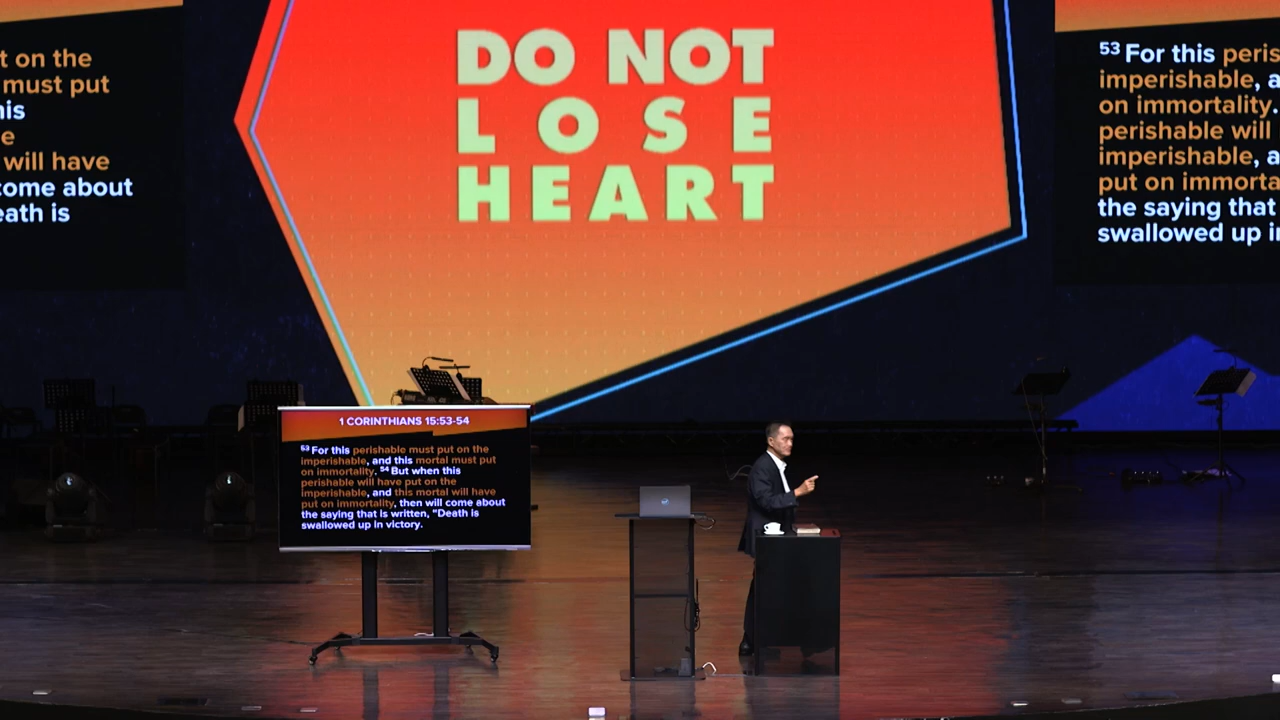 DO NOT
LOSE
HEART
t on the
must put
his
e
will have
come about
eath is
53 For this peris
imperishable, a
on immortality.
perishable will
imperishable, a
put on immorta
the saying that
swallowed up i
1 CORINTHIANS 15:53-54
53 For this perishable must put on the
imperishable, and this mortal must put
on immortality. 54 But when this
perishable will have put on the
imperishable, and this mortal will have
put on immortality, then will come about
the saying that is written, "Death is
swallowed up in victory.